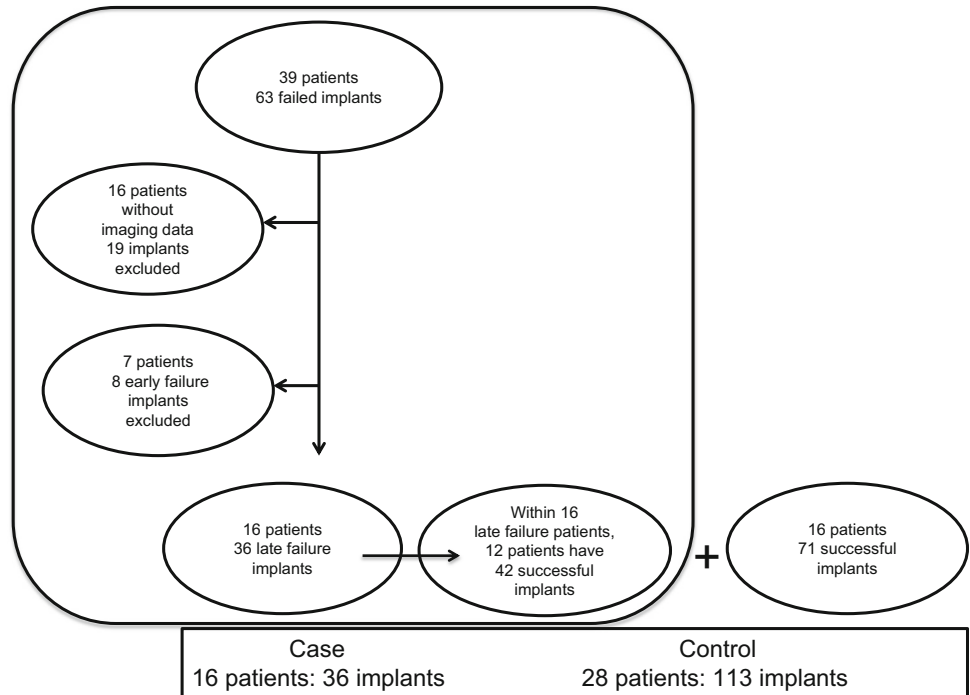 39 patients
63 failed implants
16 patients
without
imaging data
19 implants
excluded
7 patients
8 early failure
implants
excluded
16 patients
36 late failure
implants
Within 16
late failure patients,
12 patients have
42 successful
implants
+
16 patients
71 successful
implants
Case
16 patients: 36 implants
Control
28 patients: 113 implants